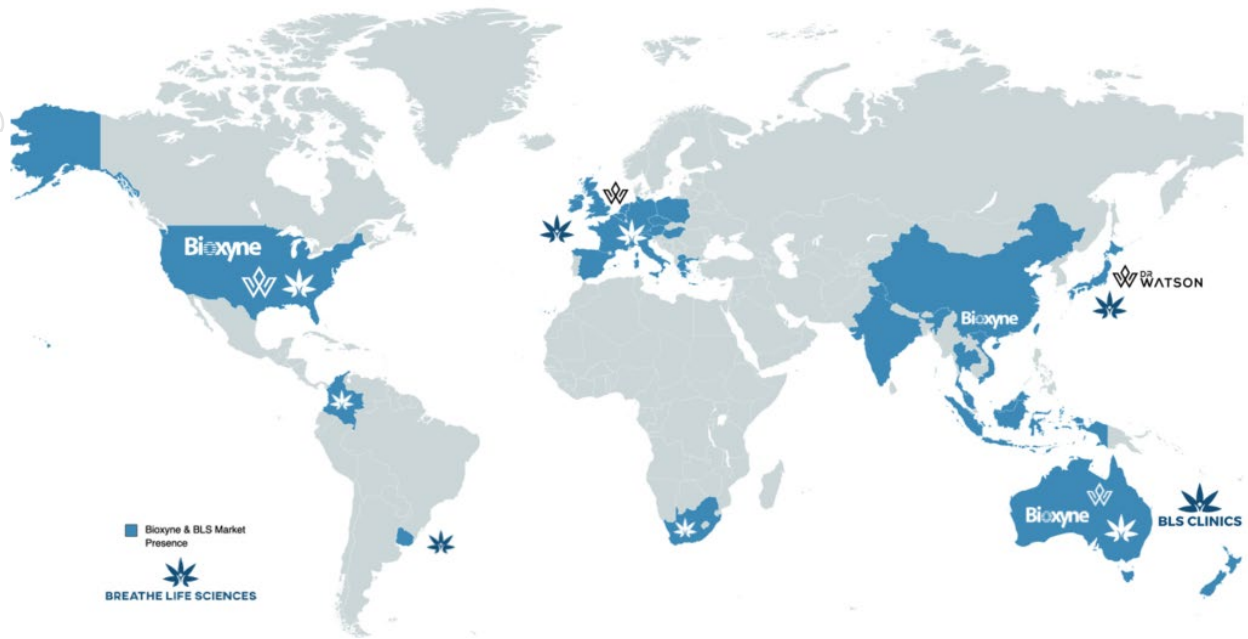 Bioxyne
DR
WATSON
Bioxyne
Bioxyne
BLS CLINICS
Bioxyne & BLS Market
Presence
BREATHE LIFE SCIENCES